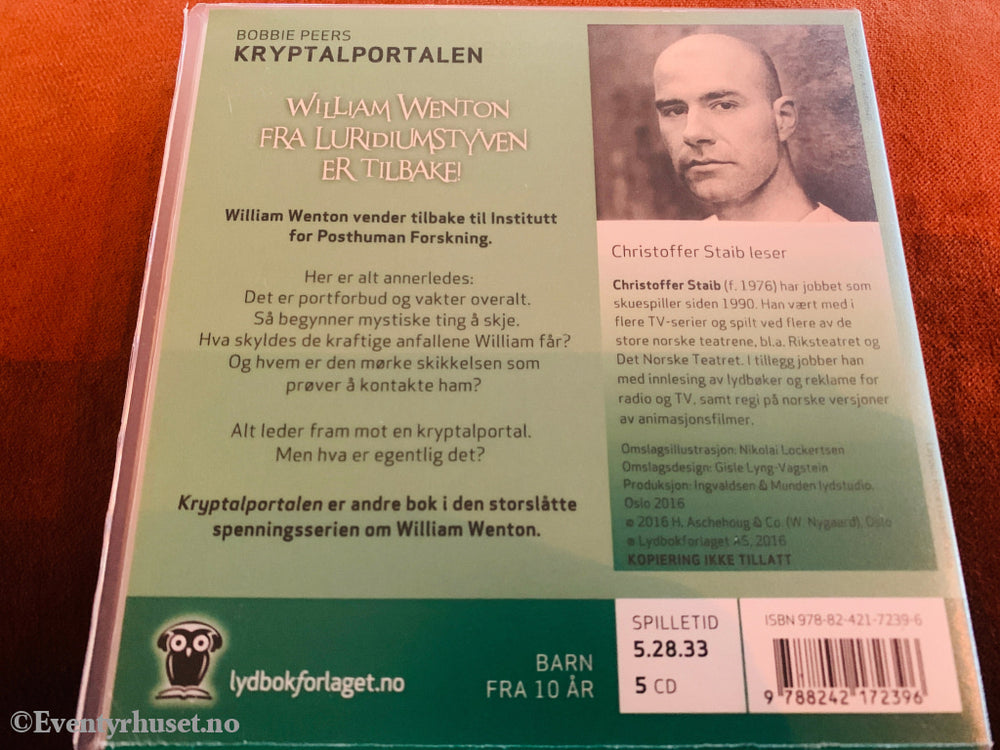 BOBBIE PEERS
KRYPTALPORTALEN
WILLIAM WENTON
FRA LURIDIUMSTYVEN
ER TILBAKE!
William Wenton vender tilbake til Institutt
for Posthuman Forskning.
Her er alt annerledes:
Det er portforbud og vakter overalt.
Så begynner mystiske ting å skje.
Hva skyldes de kraftige anfallene William får?
Og hvem er den mørke skikkelsen som
prøver å kontakte ham?
Alt leder fram mot en kryptalportal.
Men hva er egentlig det?
Kryptalportalen er andre bok i den storslåtte
spenningsserien om William Wenton.
Christoffer Staib leser
Christoffer Staib (f. 1976) har jobbet som
skuespiller siden 1990. Han vært med i
flere TV-serier og spilt ved flere av de
store norske teatrene, bl.a. Riksteatret og
Det Norske Teatret. I tillegg jobber han
med innlesing av lydbøker og reklame for
radio og TV, samt regi på norske versjoner
av animasjonsfilmer.
Omslagsillustrasjon: Nikolai Lockertsen
Omslagsdesign: Gisle Lyng-Vagstein
Produksjon: Ingvaldsen & Munden lydstudio,
Oslo 2016
© 2016 H. Aschehoug & Co. (W. Nygaard), Oslo
℗ Lydbokforlaget AS, 2016
KOPIERING IKKE TILLATT
lydbokforlaget.no
BARN
FRA 10 ÅR
SPILLETID
5.28.33
5 CD
ISBN 978-82-421-7239-6
9 788242 172396
©Eventyrhuset.no